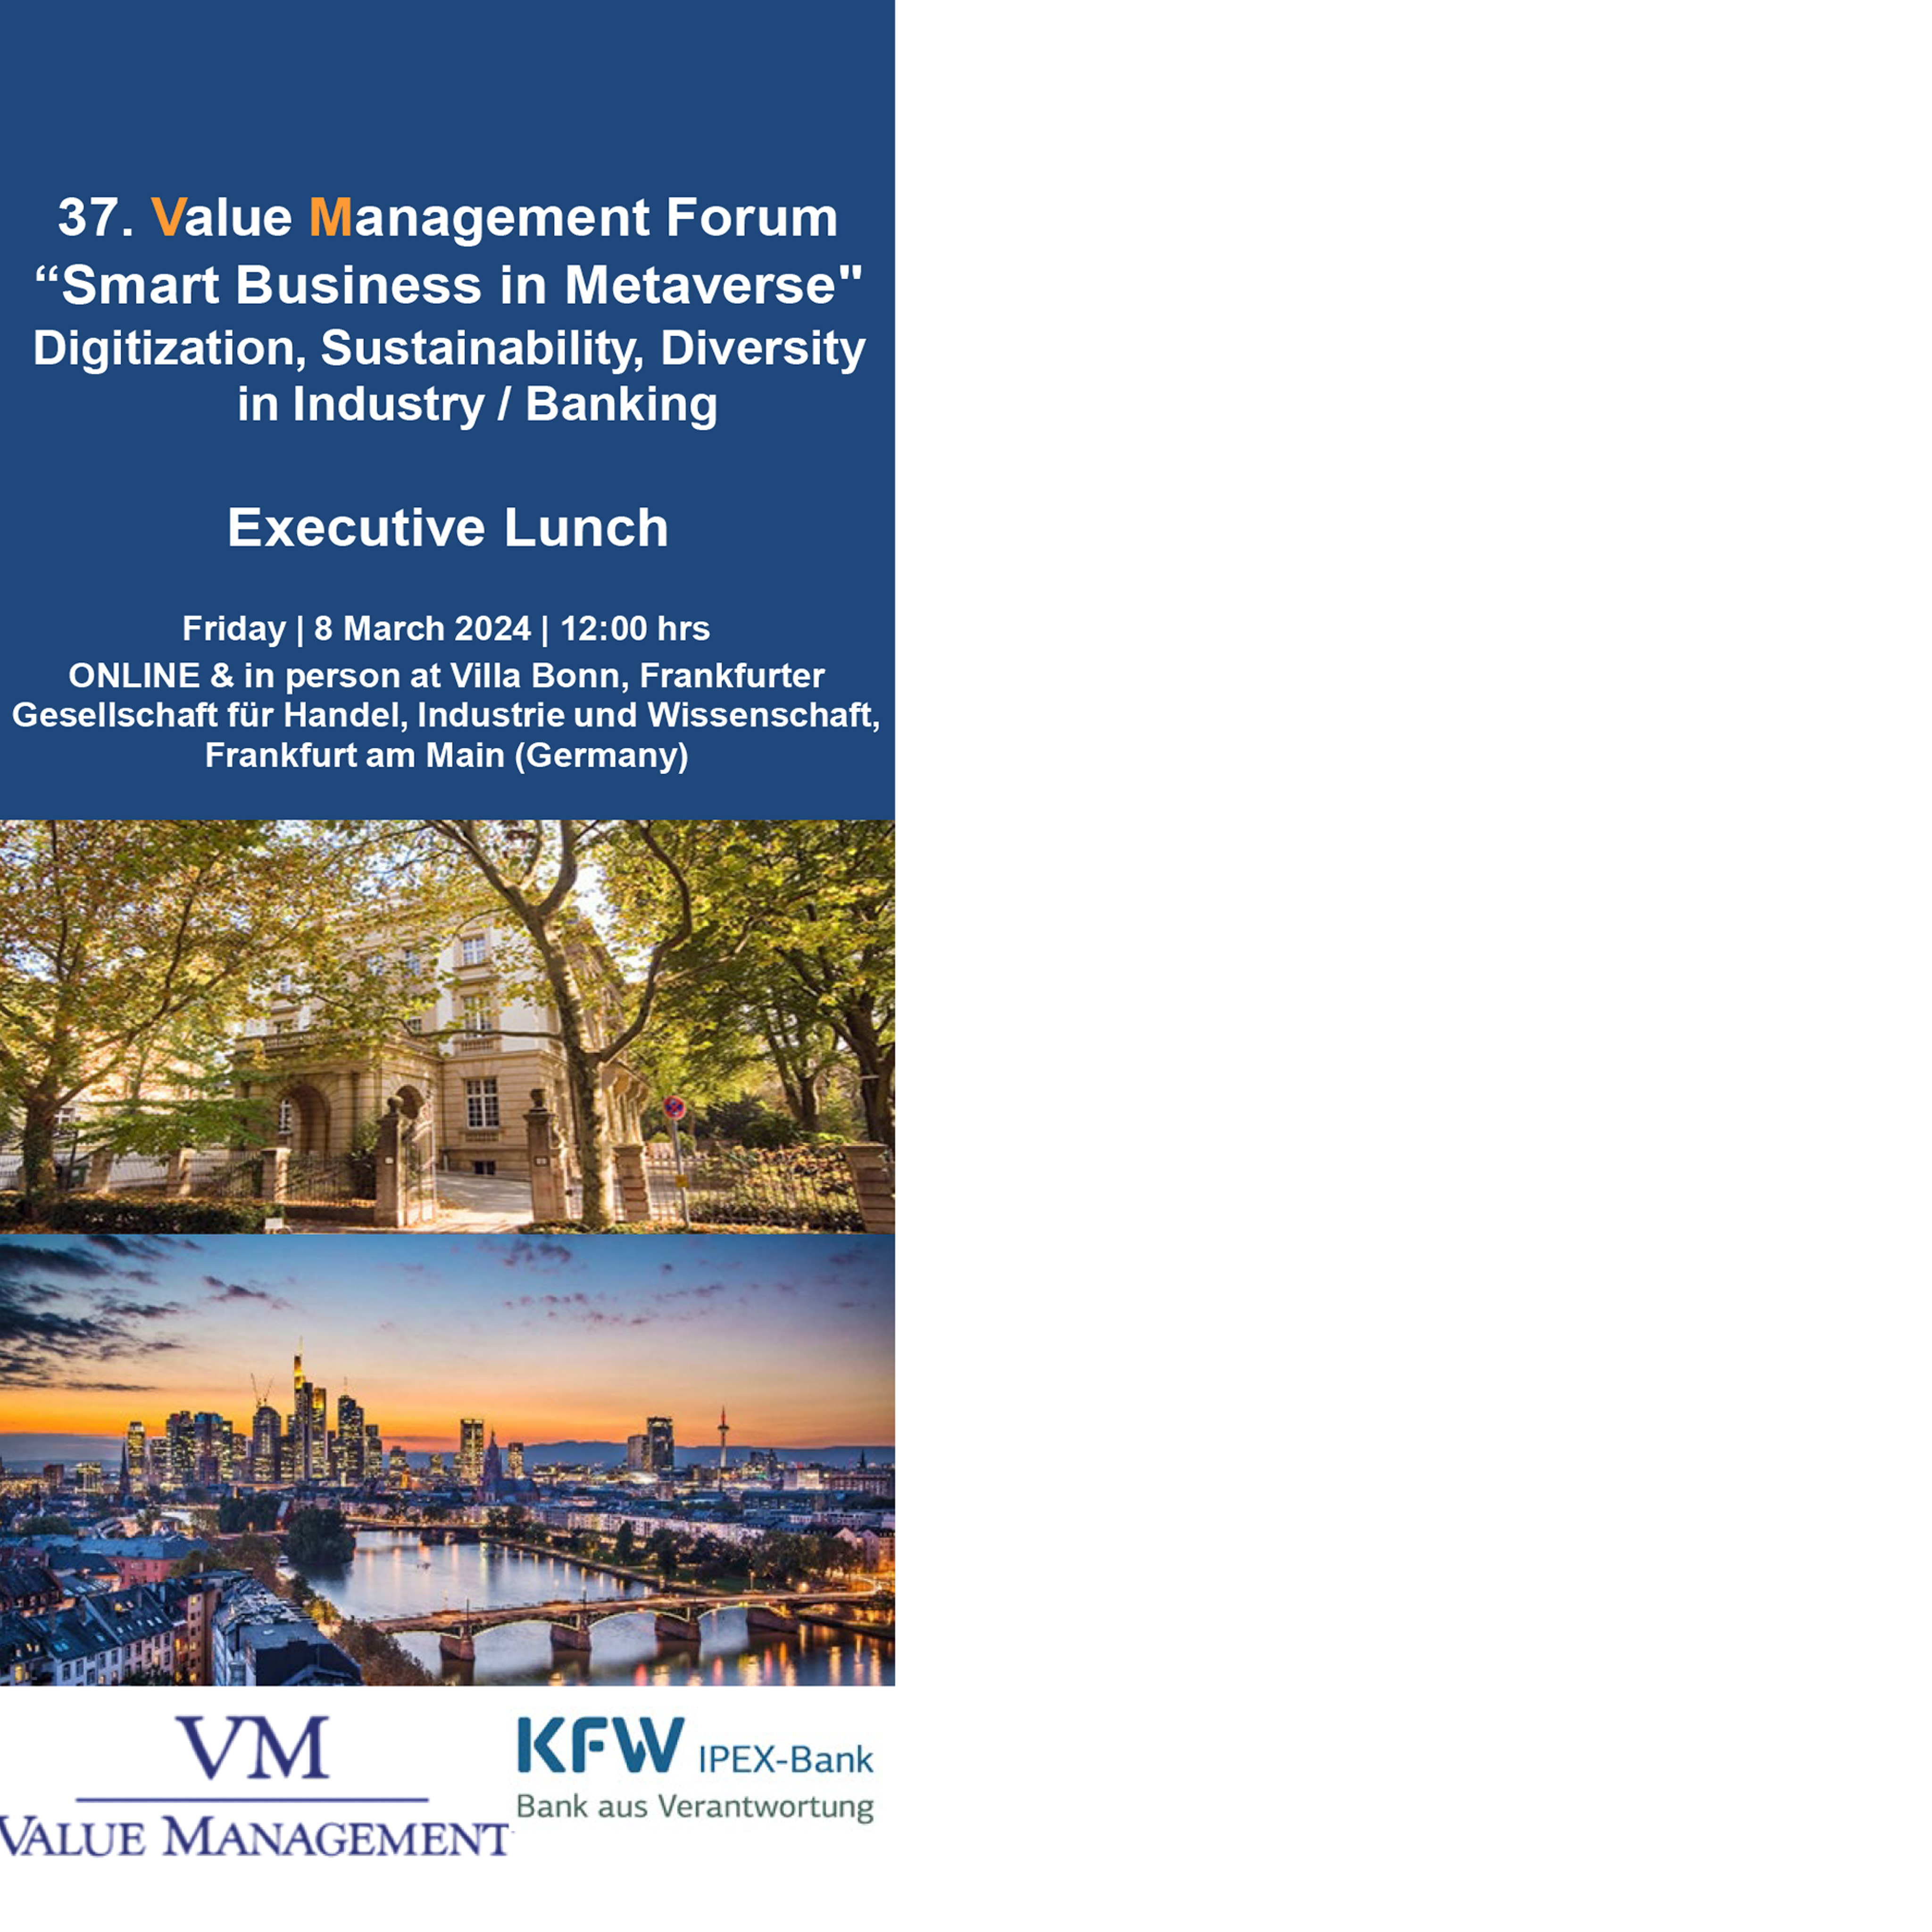 37. Value Management Forum
“Smart Business in Metaverse"
Digitization, Sustainability, Diversity
in Industry / Banking
Executive Lunch
Friday | 8 March 2024 | 12:00 hrs
ONLINE & in person at Villa Bonn, Frankfurter
Gesellschaft für Handel, Industrie und Wissenschaft,
Frankfurt am Main (Germany)
VM
VALUE MANAGEMENT
KFW IPEX-Bank
Bank aus Verantwortung